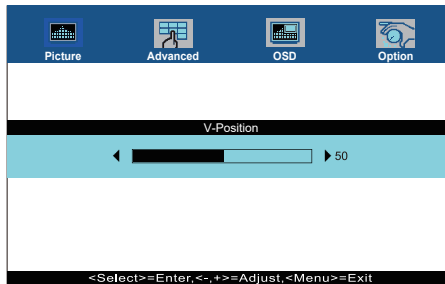 Picture Advanced OSD Option
V-Position
50
<Select>=Enter,<-,+>=Adjust,<Menu>=Exit